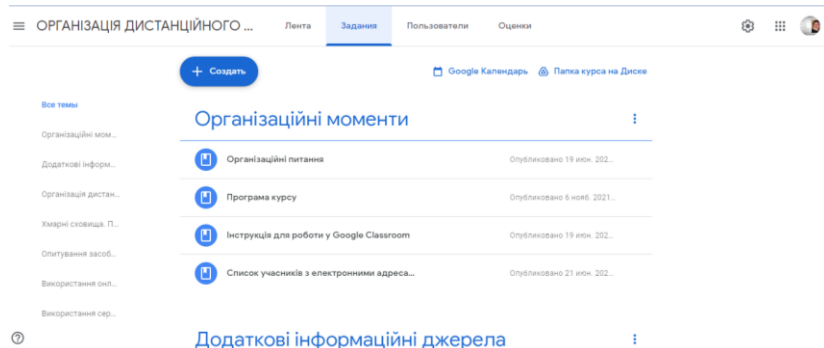 ОРГАНІЗАЦІЯ ДИСТАНЦІЙНОГО ...
Лента Задания Пользователи Оценки
+ Создать
Google Календарь Папка курса на Диске
Все темы
Організаційні мом...
Додаткові інформ...
Організація дистан...
Хмарні сховища. П...
Опитування засоб...
Використання онл...
Використання сер...
Організаційні моменти
Організаційні питання Опубликовано 19 июн. 202...
Програма курсу Опубликовано 6 нояб. 2021...
Інструкція для роботи у Google Classroom Опубликовано 19 июн. 202...
Список учасників з електронними адреса... Опубликовано 21 июн. 202...
Додаткові інформаційні джерела